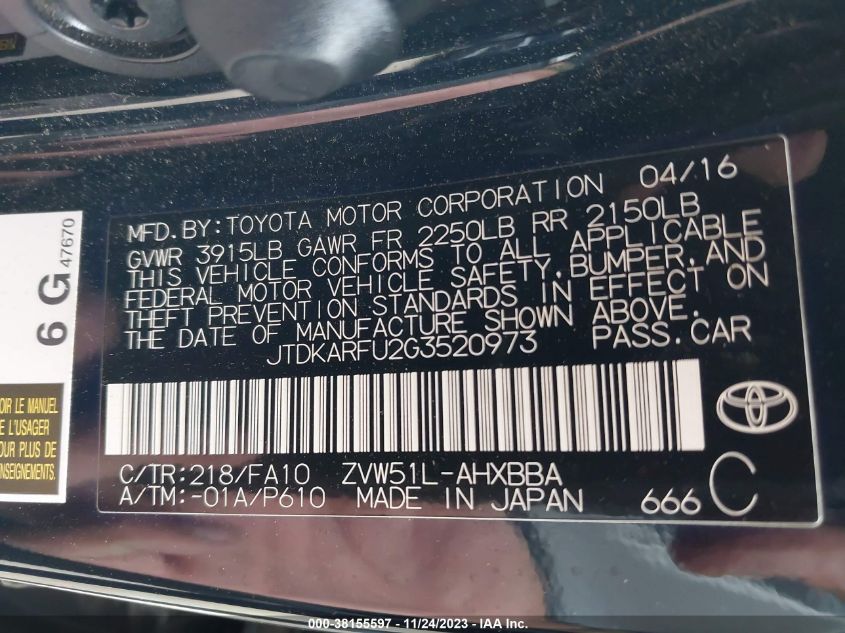 MFD.BY:TOYOTA MOTOR CORPORATION 04/16
GVWR 3915LB GAWR FR 2250LB RR 2150LB
THIS VEHICLE CONFORMS TO ALL APPLICABLE
FEDERAL MOTOR VEHICLE SAFETY,BUMPER,AND
THEFT PREVENTION STANDARDS IN EFFECT ON
THE DATE OF MANUFACTURE SHOWN ABOVE.
JTDKARFU2G3520973 PASS.CAR
C/TR:218/FA10 ZVW51L-AHXBBA
A/TM:-01A/P610 MADE IN JAPAN 666 C
6 G 47670
OIR LE MANUEL
L'USAGER
OUR PLUS DE
NSEIGNEMENTS
000-38155597 - 11/24/2023 - IAA Inc.